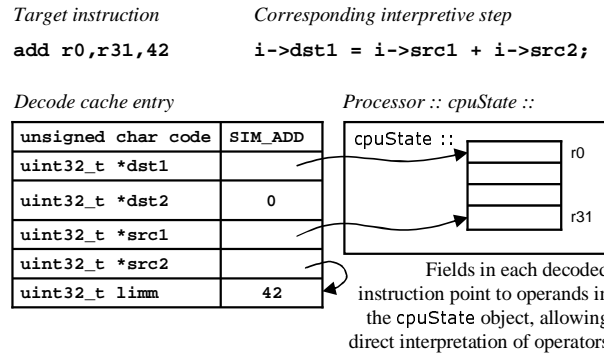 Target instruction
Corresponding interpretive step
add r0,r31,42
i->dst1 = i->src1 + i->src2;
Decode cache entry
Processor :: cpuState ::
unsigned char code SIM_ADD
uint32_t *dst1
uint32_t *dst2 0
uint32_t *src1
uint32_t *src2
uint32_t limm 42
cpuState ::
r0
r31
Fields in each decoded
instruction point to operands in
the cpuState object, allowing
direct interpretation of operators